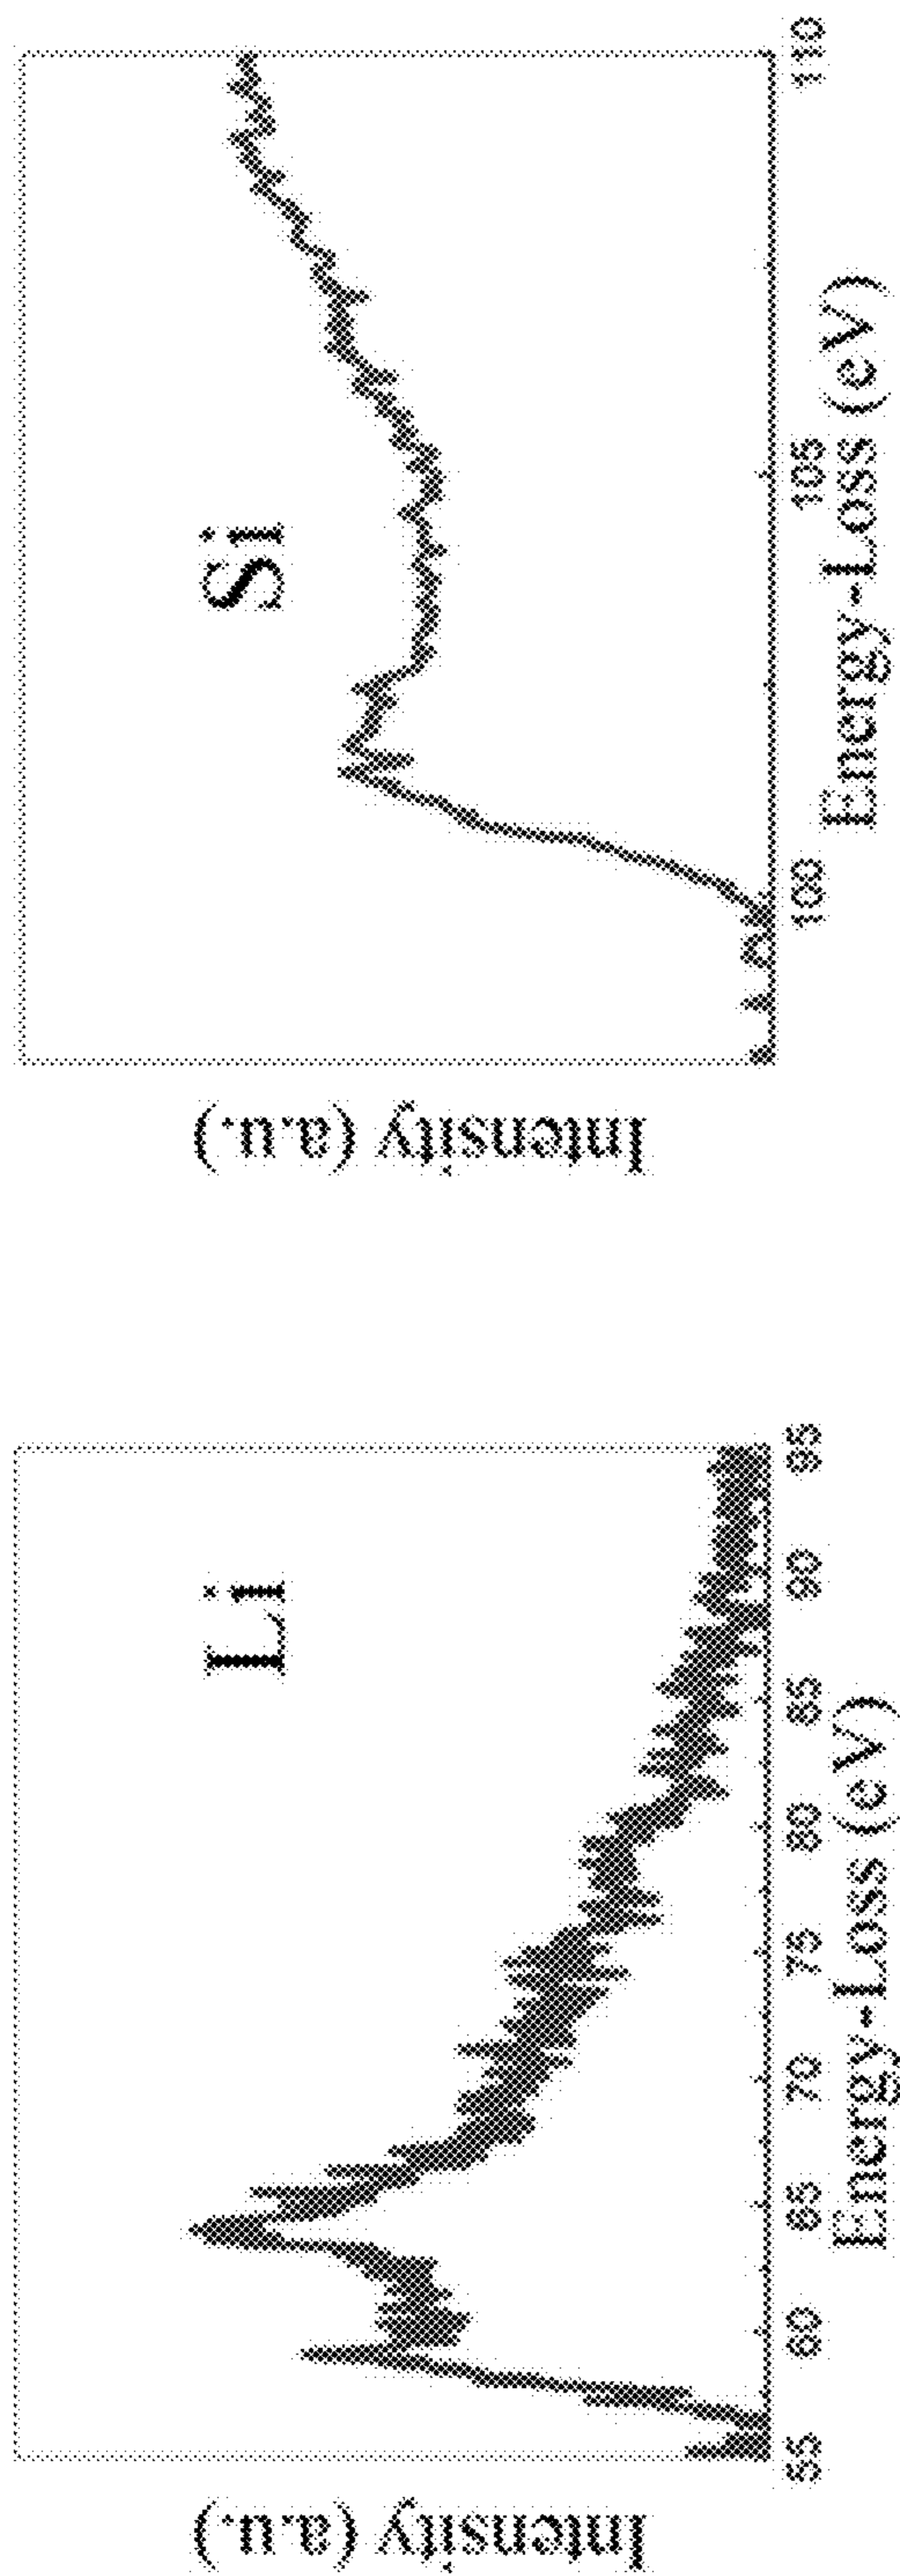 Li
Intensity (a.u.)
55 60 65 70 75 80 85 90 95
Energy-Loss (eV)
Si
Intensity (a.u.)
100 105 110
Energy-Loss (eV)